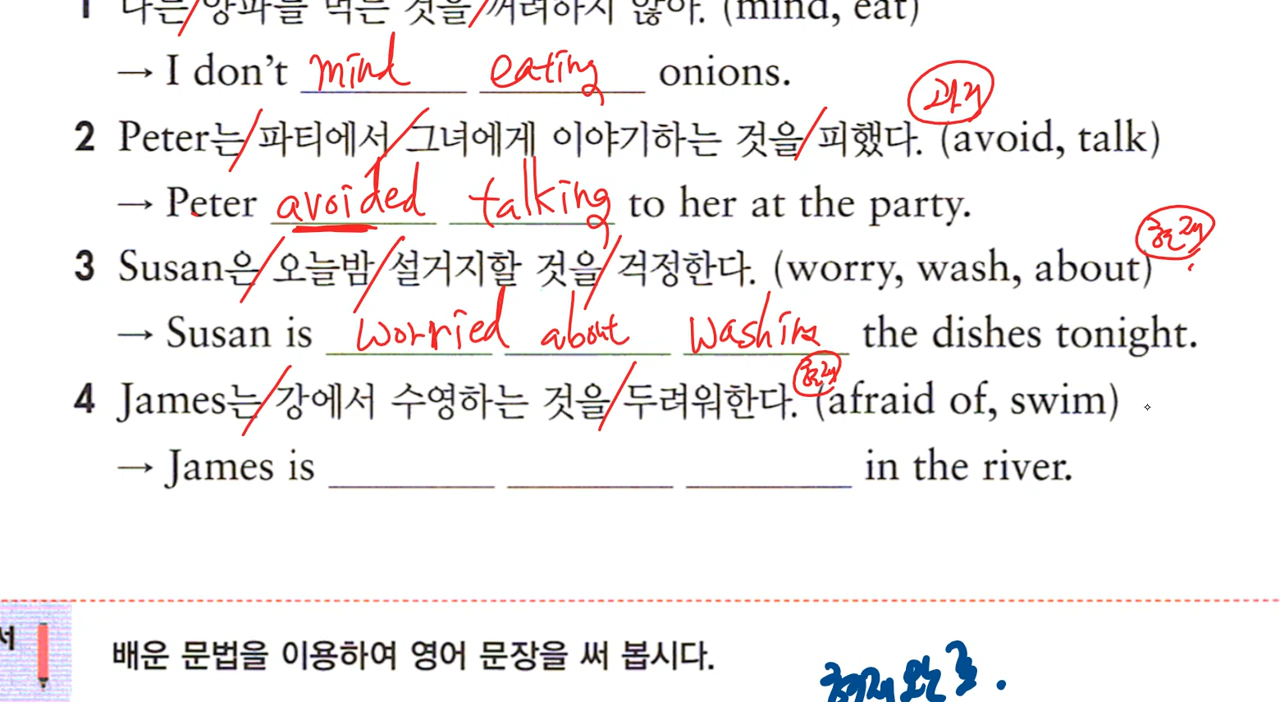 1 나는/양파를 먹는 것을/꺼려하지 않아. (mind, eat)
→ I don't mind eating onions.
과거
2 Peter는/파티에서/그녀에게 이야기하는 것을/피했다. (avoid, talk)
→ Peter avoided talking to her at the party.
현재
3 Susan은/오늘밤/설거지할 것을/걱정한다. (worry, wash, about)
→ Susan is worried about washing the dishes tonight.
현재
4 James는/강에서 수영하는 것을/두려워한다. (afraid of, swim)
→ James is in the river.
서
배운 문법을 이용하여 영어 문장을 써 봅시다.
현재완료.